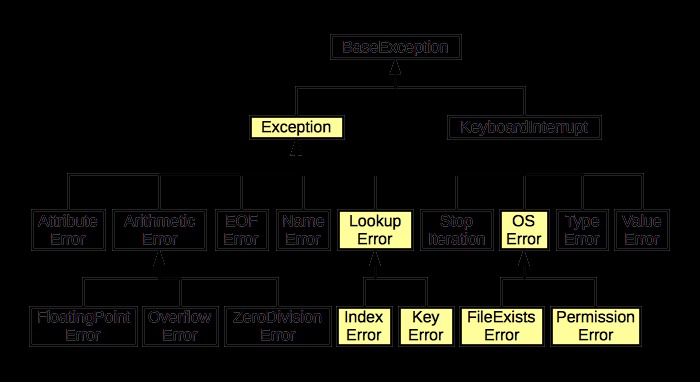 BaseException
Exception
KeyboardInterrupt
Attribute
Error
Arithmetic
Error
EOF
Error
Name
Error
Lookup
Error
Stop
Iteration
OS
Error
Type
Error
Value
Error
FloatingPoint
Error
Overflow
Error
ZeroDivision
Error
Index
Error
Key
Error
FileExists
Error
Permission
Error